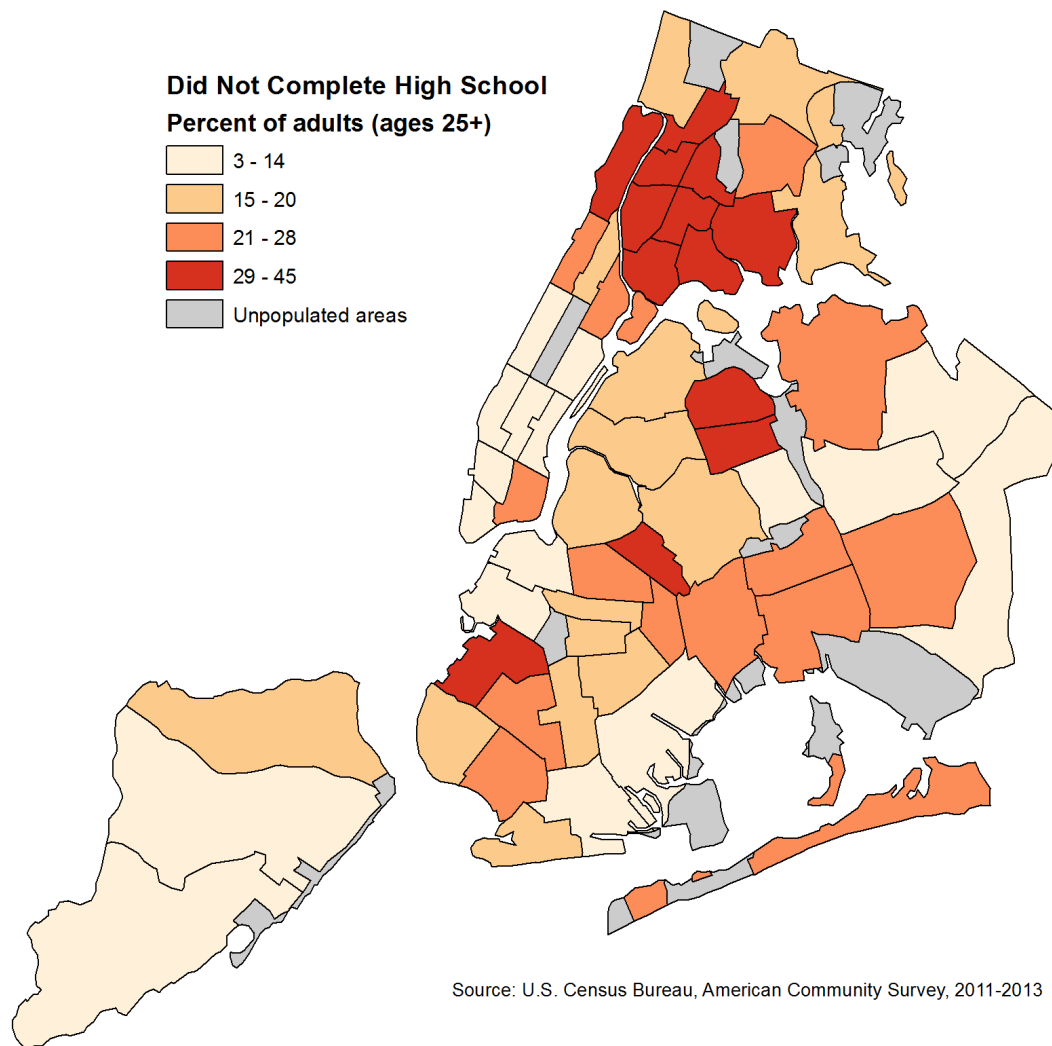 Did Not Complete High School
Percent of adults (ages 25+)
3 - 14
15 - 20
21 - 28
29 - 45
Unpopulated areas
Source: U.S. Census Bureau, American Community Survey, 2011-2013